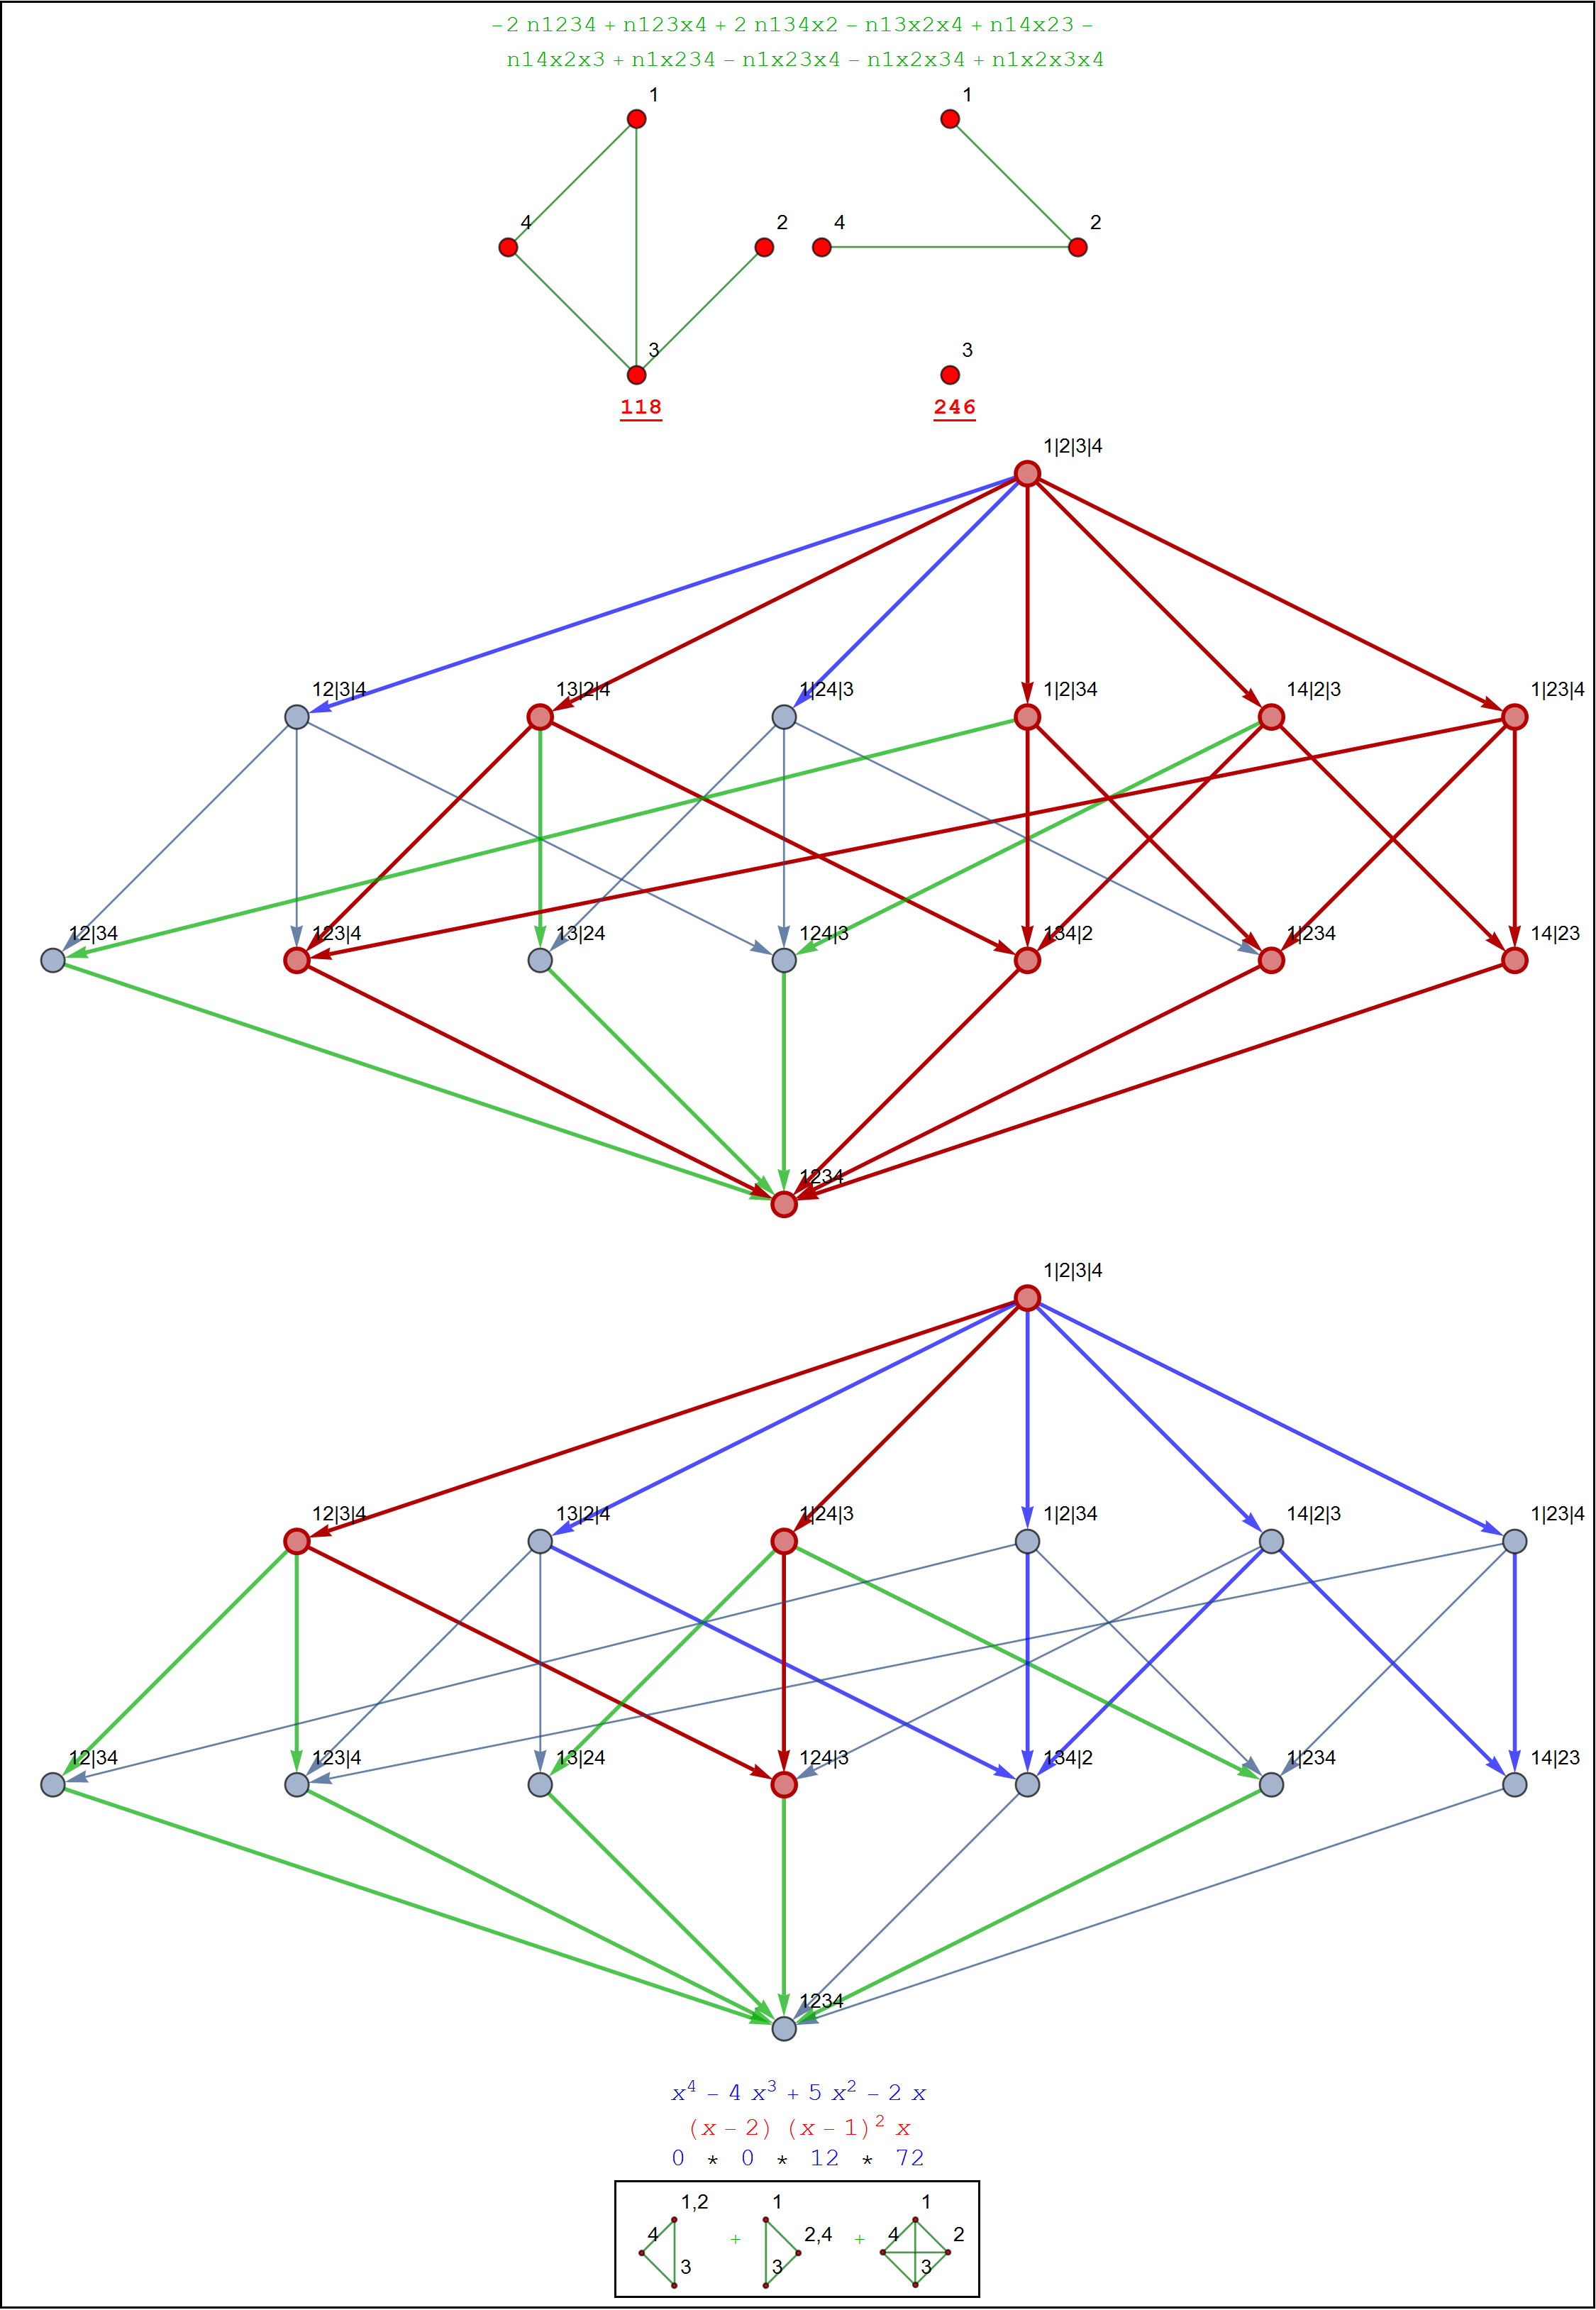 -2 n1234 + n123x4 + 2 n134x2 - n13x2x4 + n14x23 -
n14x2x3 + n1x234 - n1x23x4 - n1x2x34 + n1x2x3x4
1 1
4 2 4 2
3 3
118 246
1|2|3|4
12|3|4 13|2|4 1|24|3 1|2|34 14|2|3 1|23|4
12|34 123|4 13|24 124|3 134|2 1|234 14|23
1234
1|2|3|4
12|3|4 13|2|4 1|24|3 1|2|34 14|2|3 1|23|4
12|34 123|4 13|24 124|3 134|2 1|234 14|23
1234
x⁴ - 4 x³ + 5 x² - 2 x
(x - 2) (x - 1)² x
0 * 0 * 12 * 72
1,2 1 1
4 + 2,4 + 4 2
3 3 3